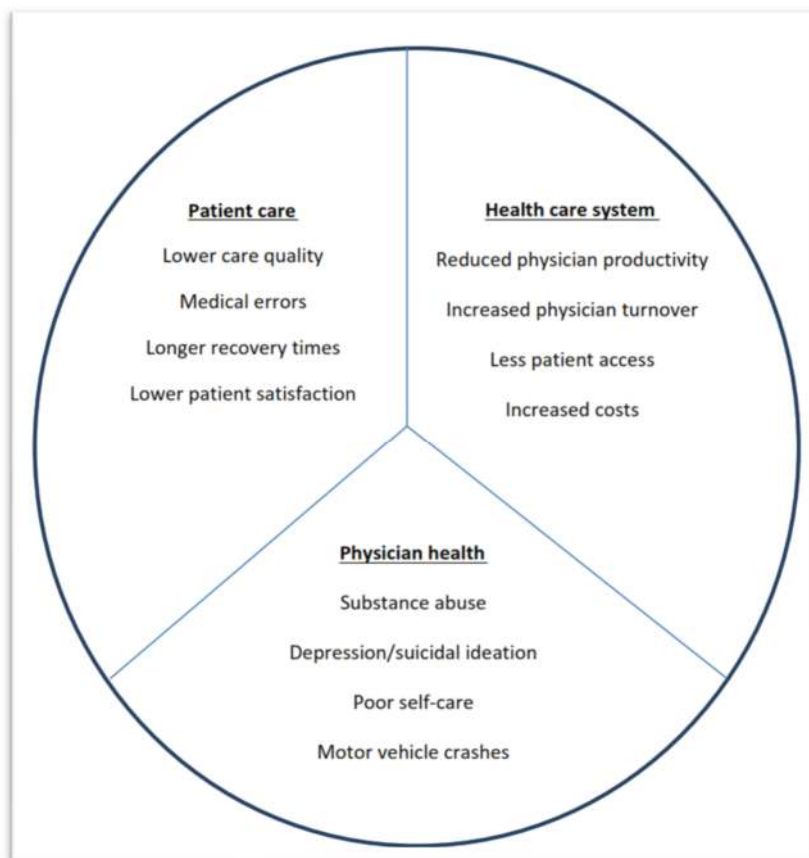 Patient care
Lower care quality
Medical errors
Longer recovery times
Lower patient satisfaction
Health care system
Reduced physician productivity
Increased physician turnover
Less patient access
Increased costs
Physician health
Substance abuse
Depression/suicidal ideation
Poor self-care
Motor vehicle crashes